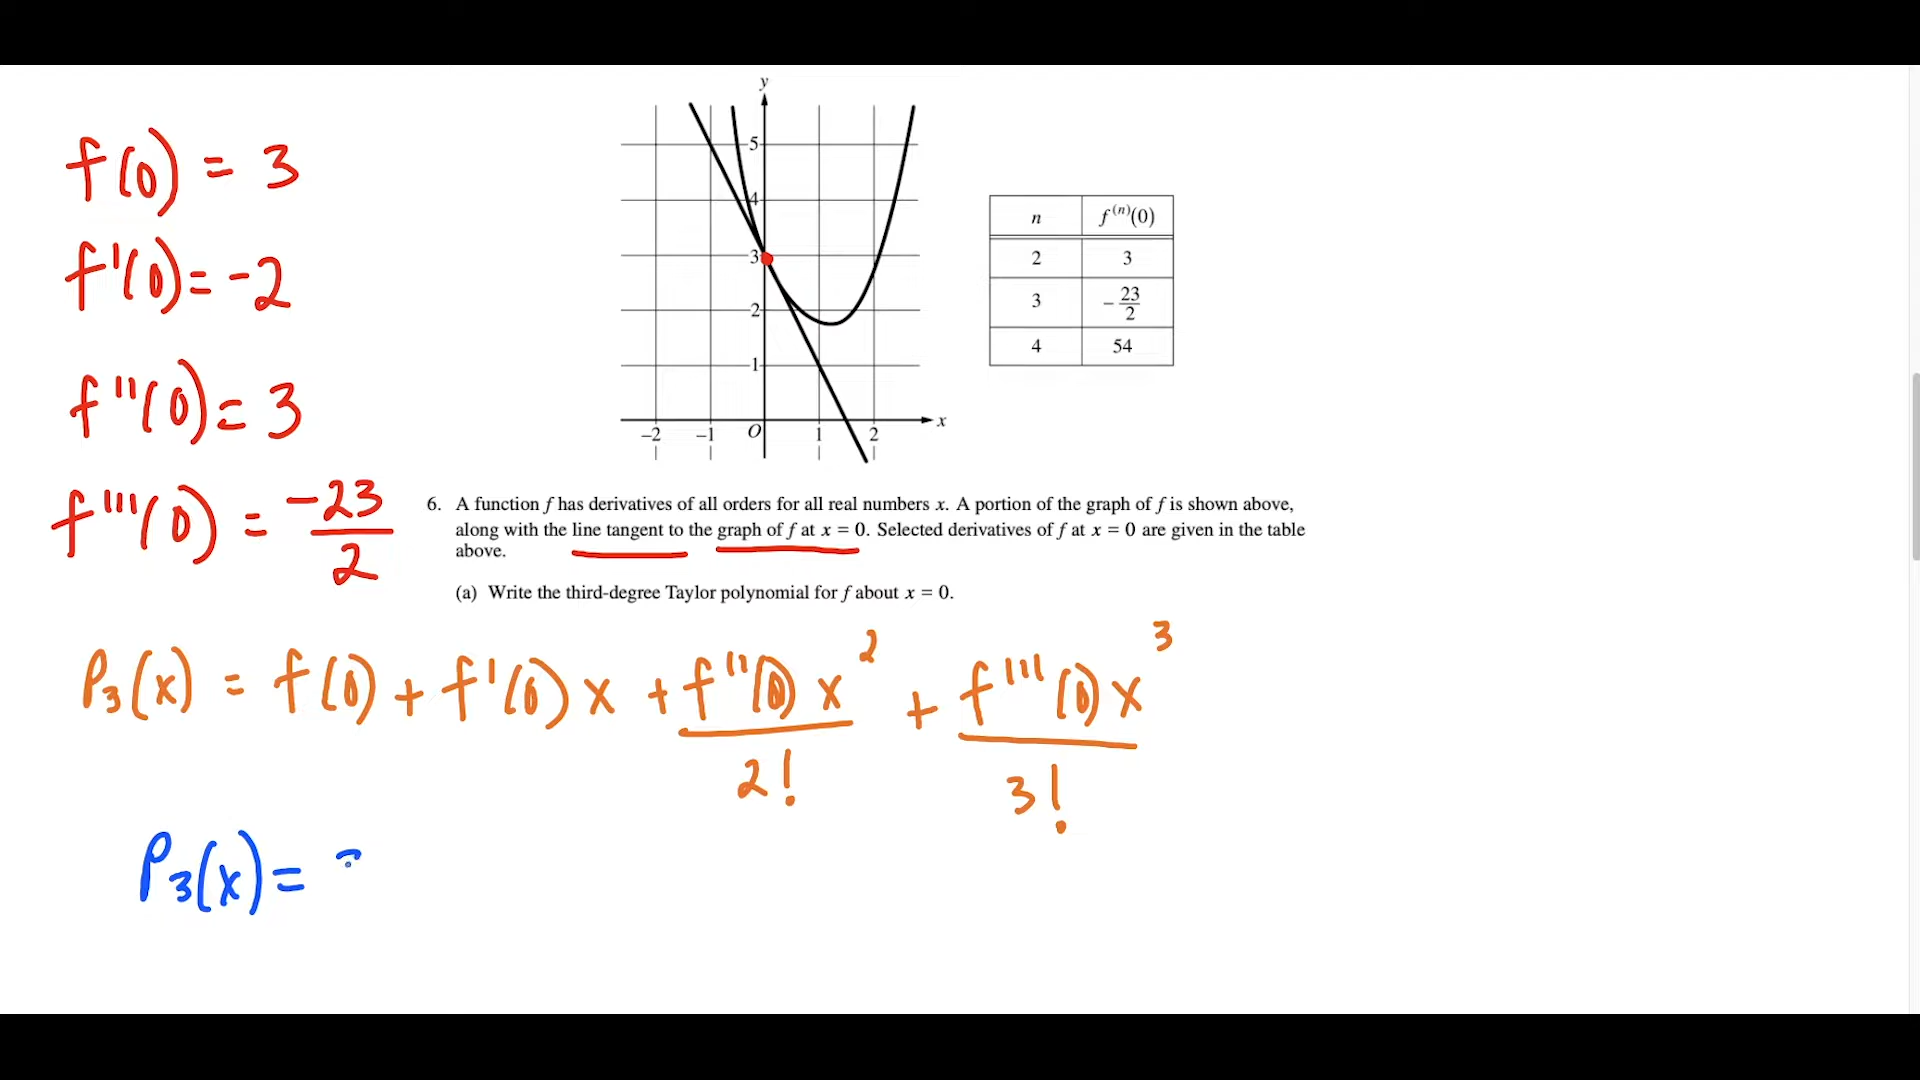 f(0) = 3
f'(0) = -2
f''(0) = 3
f'''(0) = -23/2
y
5
4
3
2
1
-2 -1 O 1 2 x
n f⁽ⁿ⁾(0)
2 3
3 -23/2
4 54
6. A function f has derivatives of all orders for all real numbers x. A portion of the graph of f is shown above,
along with the line tangent to the graph of f at x = 0. Selected derivatives of f at x = 0 are given in the table
above.
(a) Write the third-degree Taylor polynomial for f about x = 0.
P₃(x) = f(0) + f'(0)x + f''(0)x²/2! + f'''(0)x³/3!
P₃(x) =